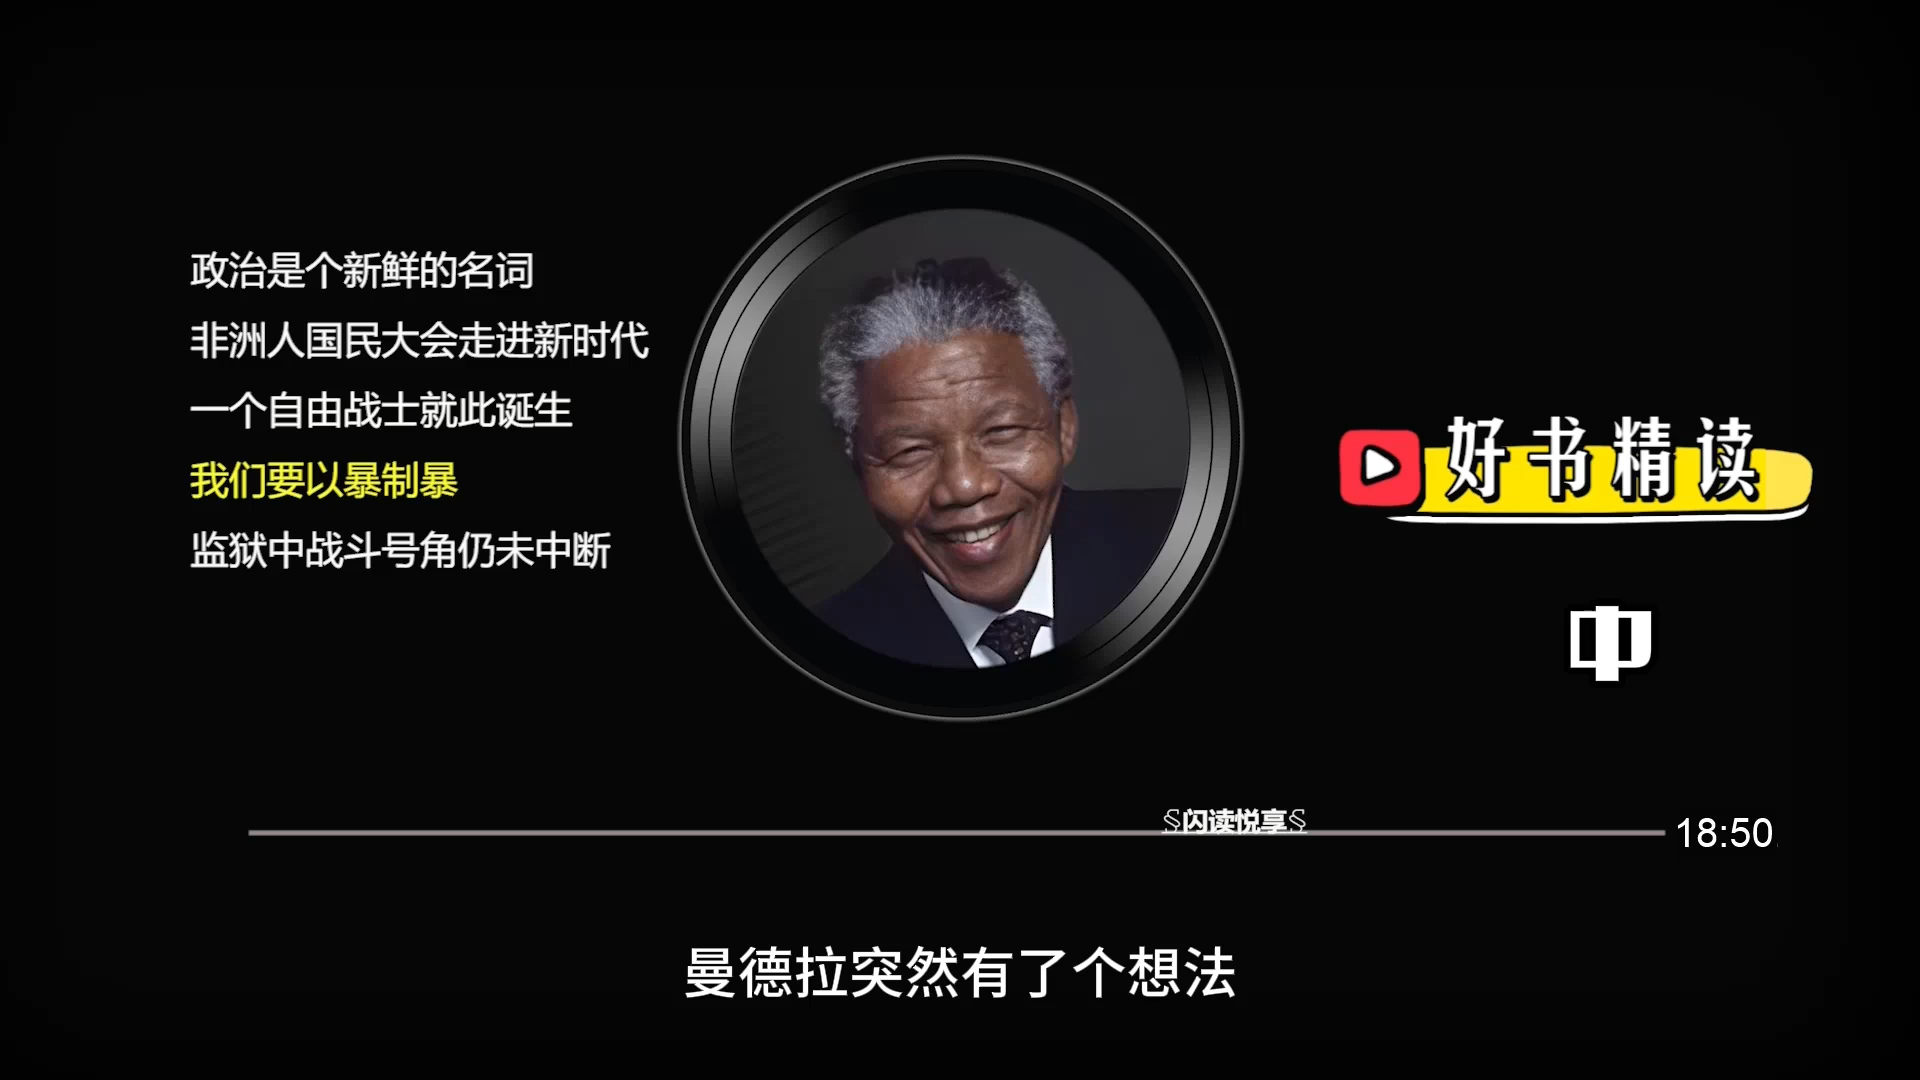 政治是个新鲜的名词
非洲人国民大会走进新时代
一个自由战士就此诞生
我们要以暴制暴
监狱中战斗号角仍未中断
好书精读
中
§闪读悦享§
18:50
曼德拉突然有了个想法